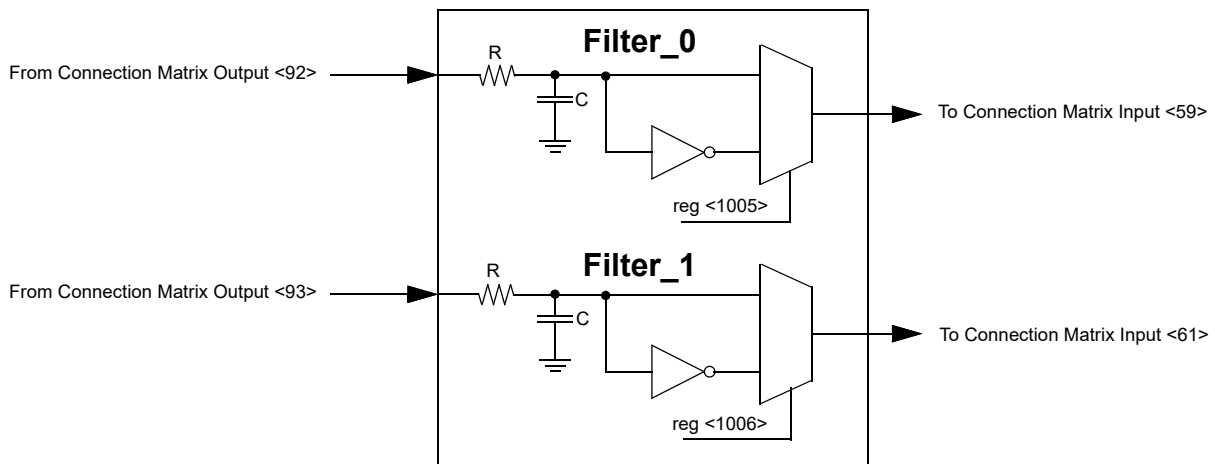 Filter_0
R
From Connection Matrix Output <92>
C
To Connection Matrix Input <59>
reg <1005>
Filter_1
R
From Connection Matrix Output <93>
C
To Connection Matrix Input <61>
reg <1006>